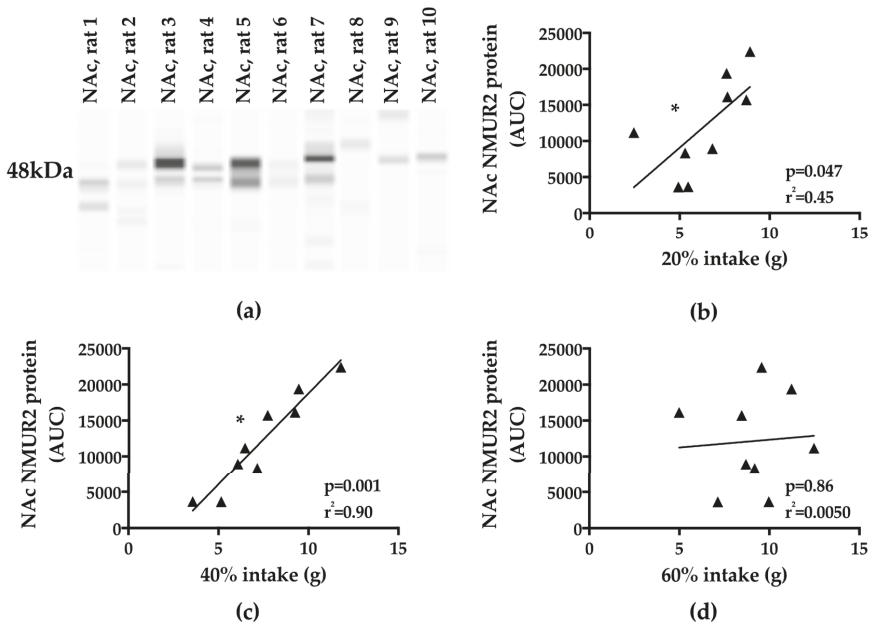 NAc, rat 1
NAc, rat 2
NAc, rat 3
NAc, rat 4
NAc, rat 5
NAc, rat 6
NAc, rat 7
NAc, rat 8
NAc, rat 9
NAc, rat 10
48kDa
(a)
NAc NMUR2 protein
(AUC)
25000
20000
15000
10000
5000
0
*
p=0.047
r²=0.45
0 5 10 15
20% intake (g)
(b)
NAc NMUR2 protein
(AUC)
25000
20000
15000
10000
5000
0
*
p=0.001
r²=0.90
0 5 10 15
40% intake (g)
(c)
NAc NMUR2 protein
(AUC)
25000
20000
15000
10000
5000
0
p=0.86
r²=0.0050
0 5 10 15
60% intake (g)
(d)